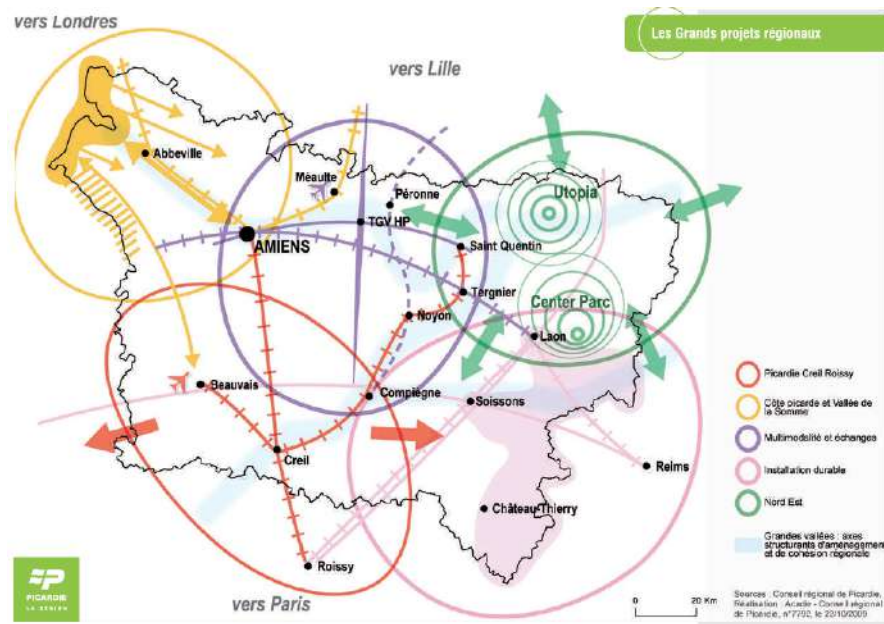 vers Londres
Les Grands projets régionaux
vers Lille
Abbeville
Méaulte
Péronne
Utopia
TGV HP
AMIENS
Saint Quentin
Tergnier
Center Parc
Noyon
Laon
Beauvais
Compiègne
Soissons
Creil
Reims
Château-Thierry
Roissy
vers Paris
Picardie Creil Roissy
Côte picarde et Vallée de
la Somme
Multimodalité et échanges
Installation durable
Nord Est
Grandes vallées : axes
structurants d'aménagement
et de cohésion régionale
PICARDIE
LA RÉGION
0 20 Km
Sources : Conseil régional de Picardie,
Réalisation : Acadie - Conseil régional
de Picardie, n°7792, le 22/10/2009